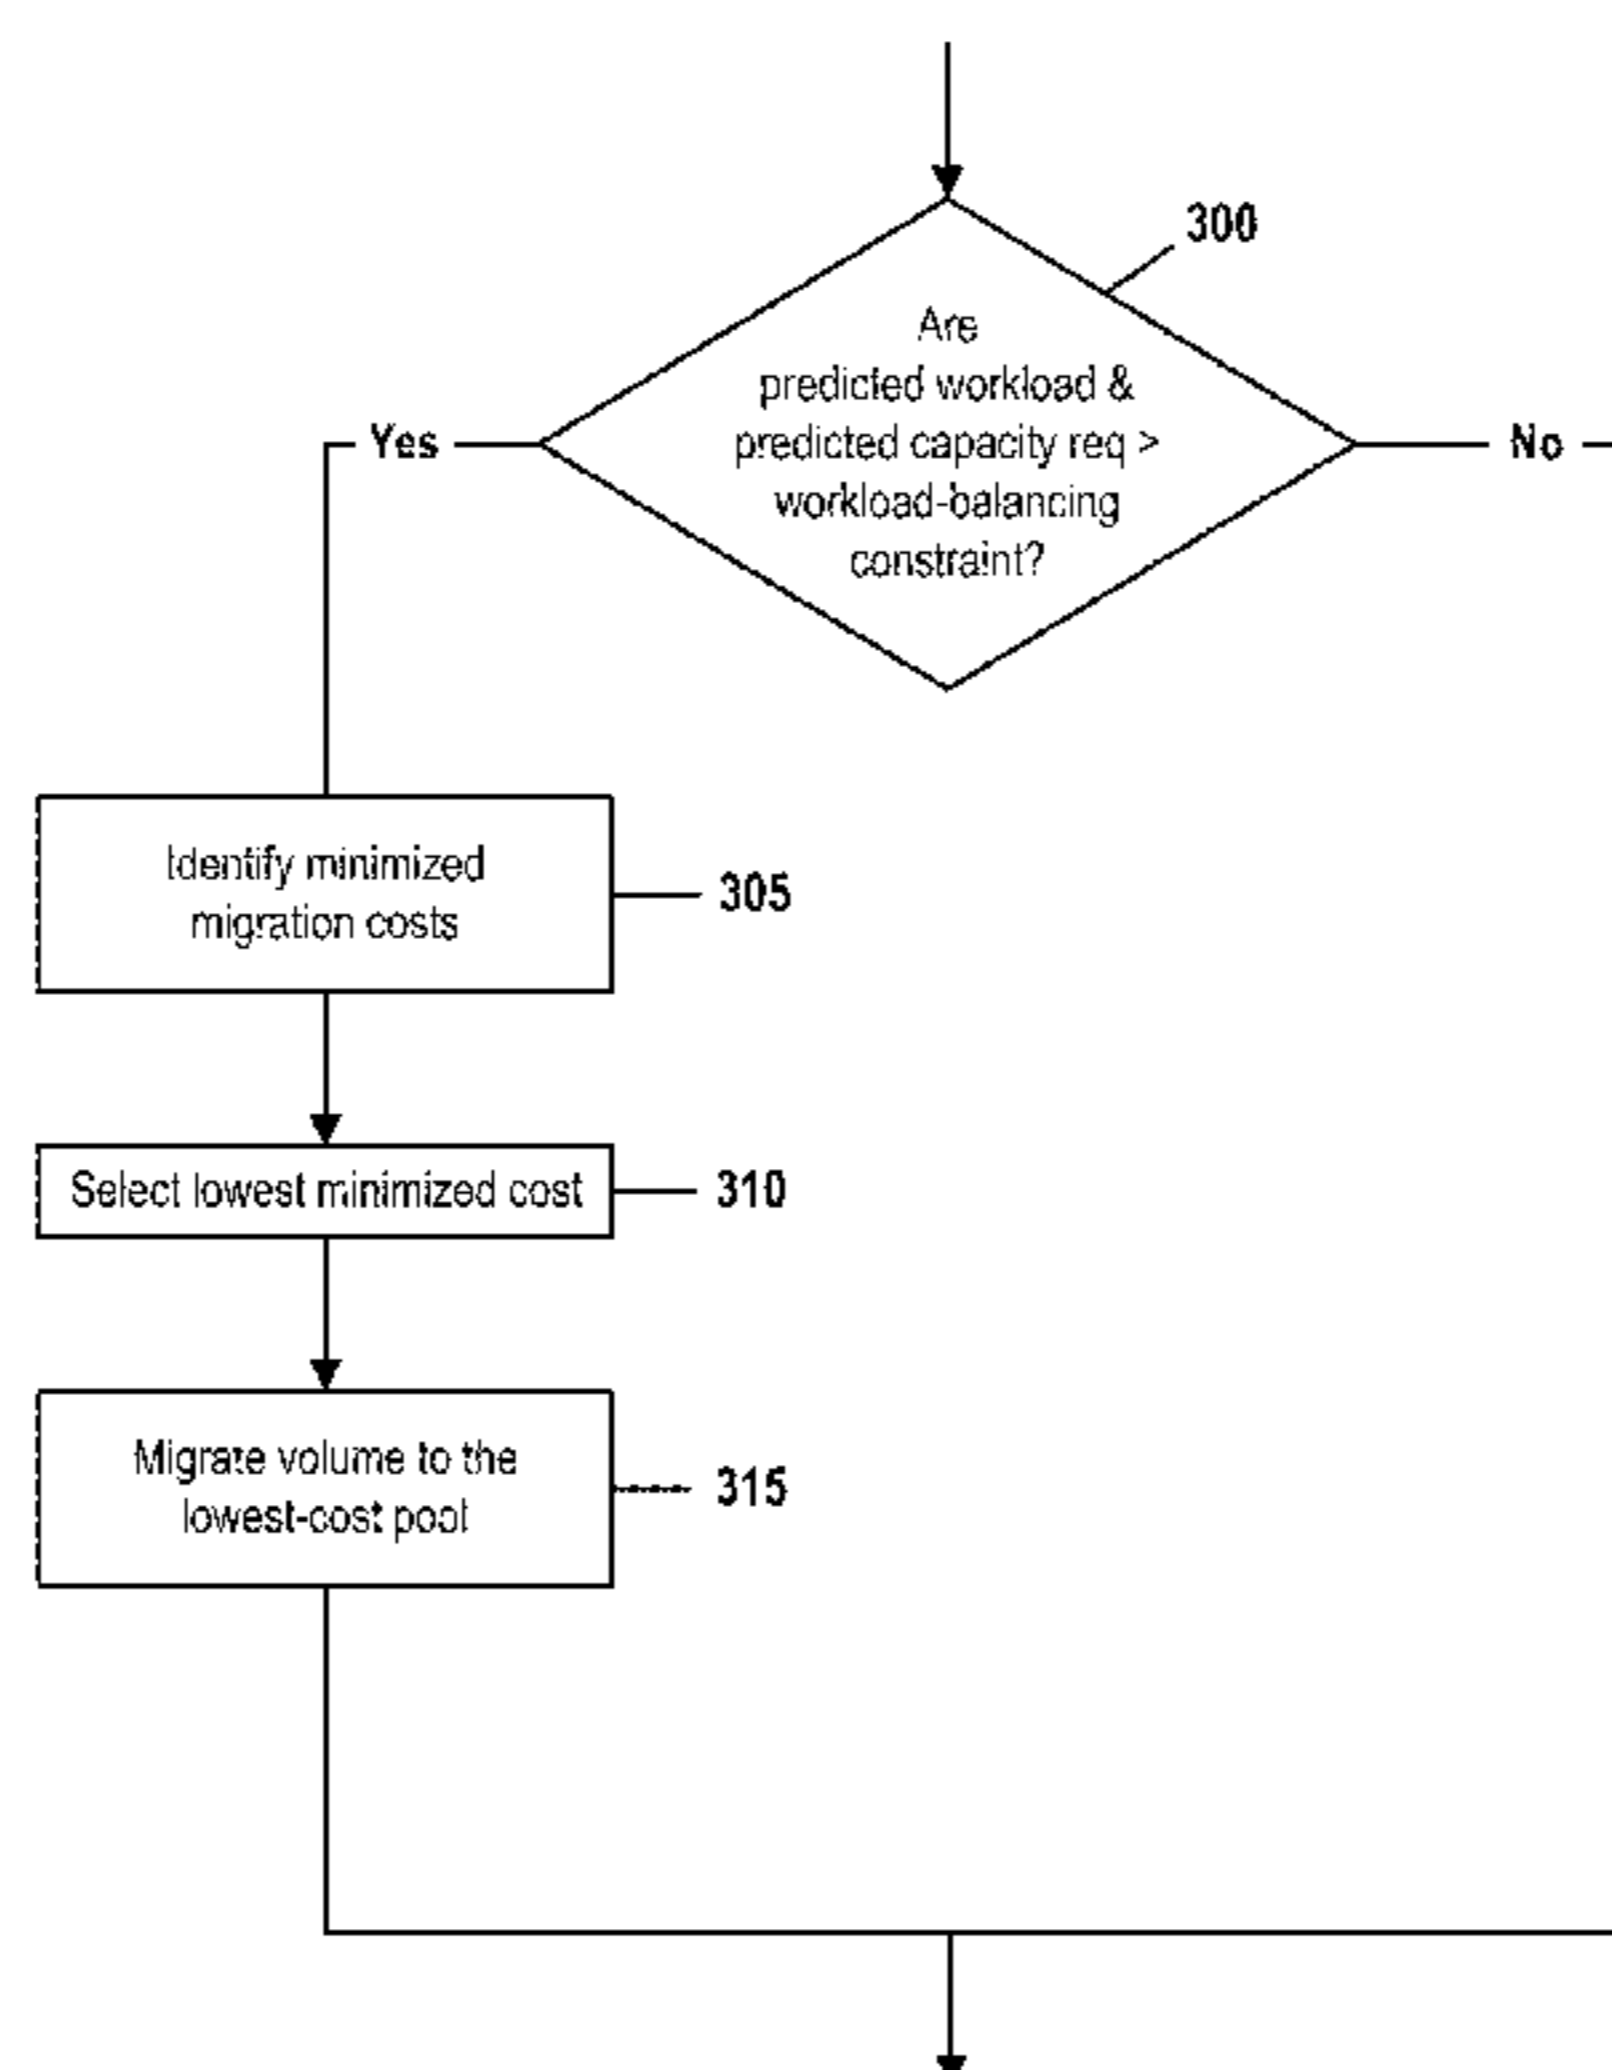 300
Are
predicted workload &
predicted capacity req >
workload-balancing
constraint?
Yes
No
Identify minimized
migration costs
305
Select lowest minimized cost
310
Migrate volume to the
lowest-cost pool
315